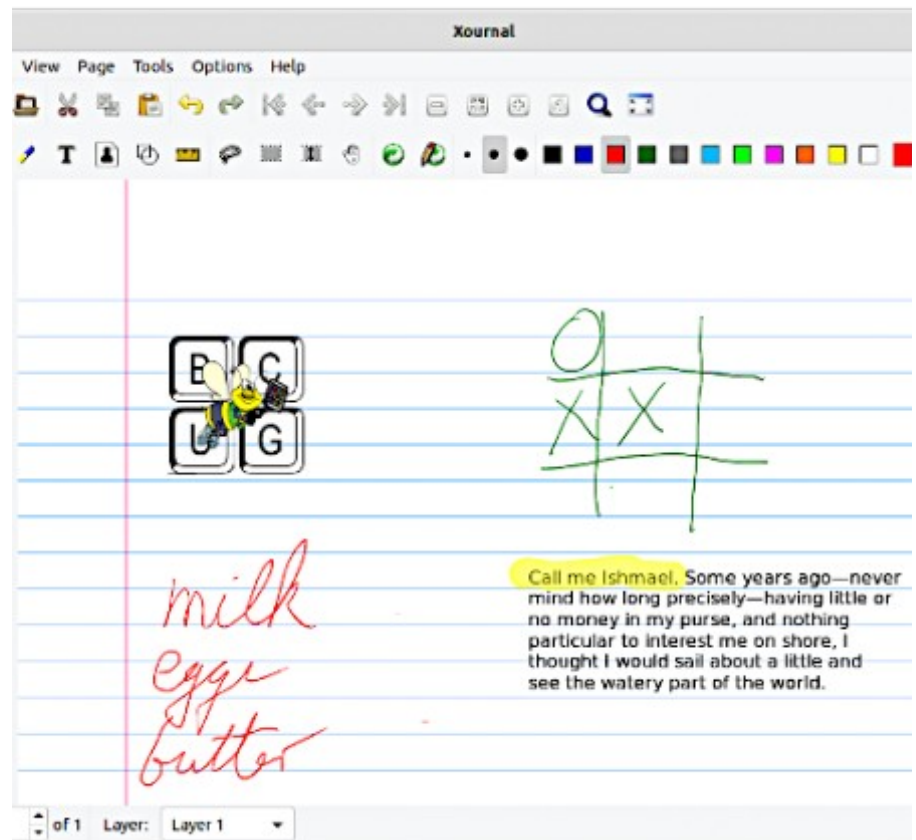 Xournal
View Page Tools Options Help
T
B C
U G
O
X X
milk
eggs
butter
Call me Ishmael. Some years ago—never
mind how long precisely—having little or
no money in my purse, and nothing
particular to interest me on shore, I
thought I would sail about a little and
see the watery part of the world.
of 1 Layer: Layer 1